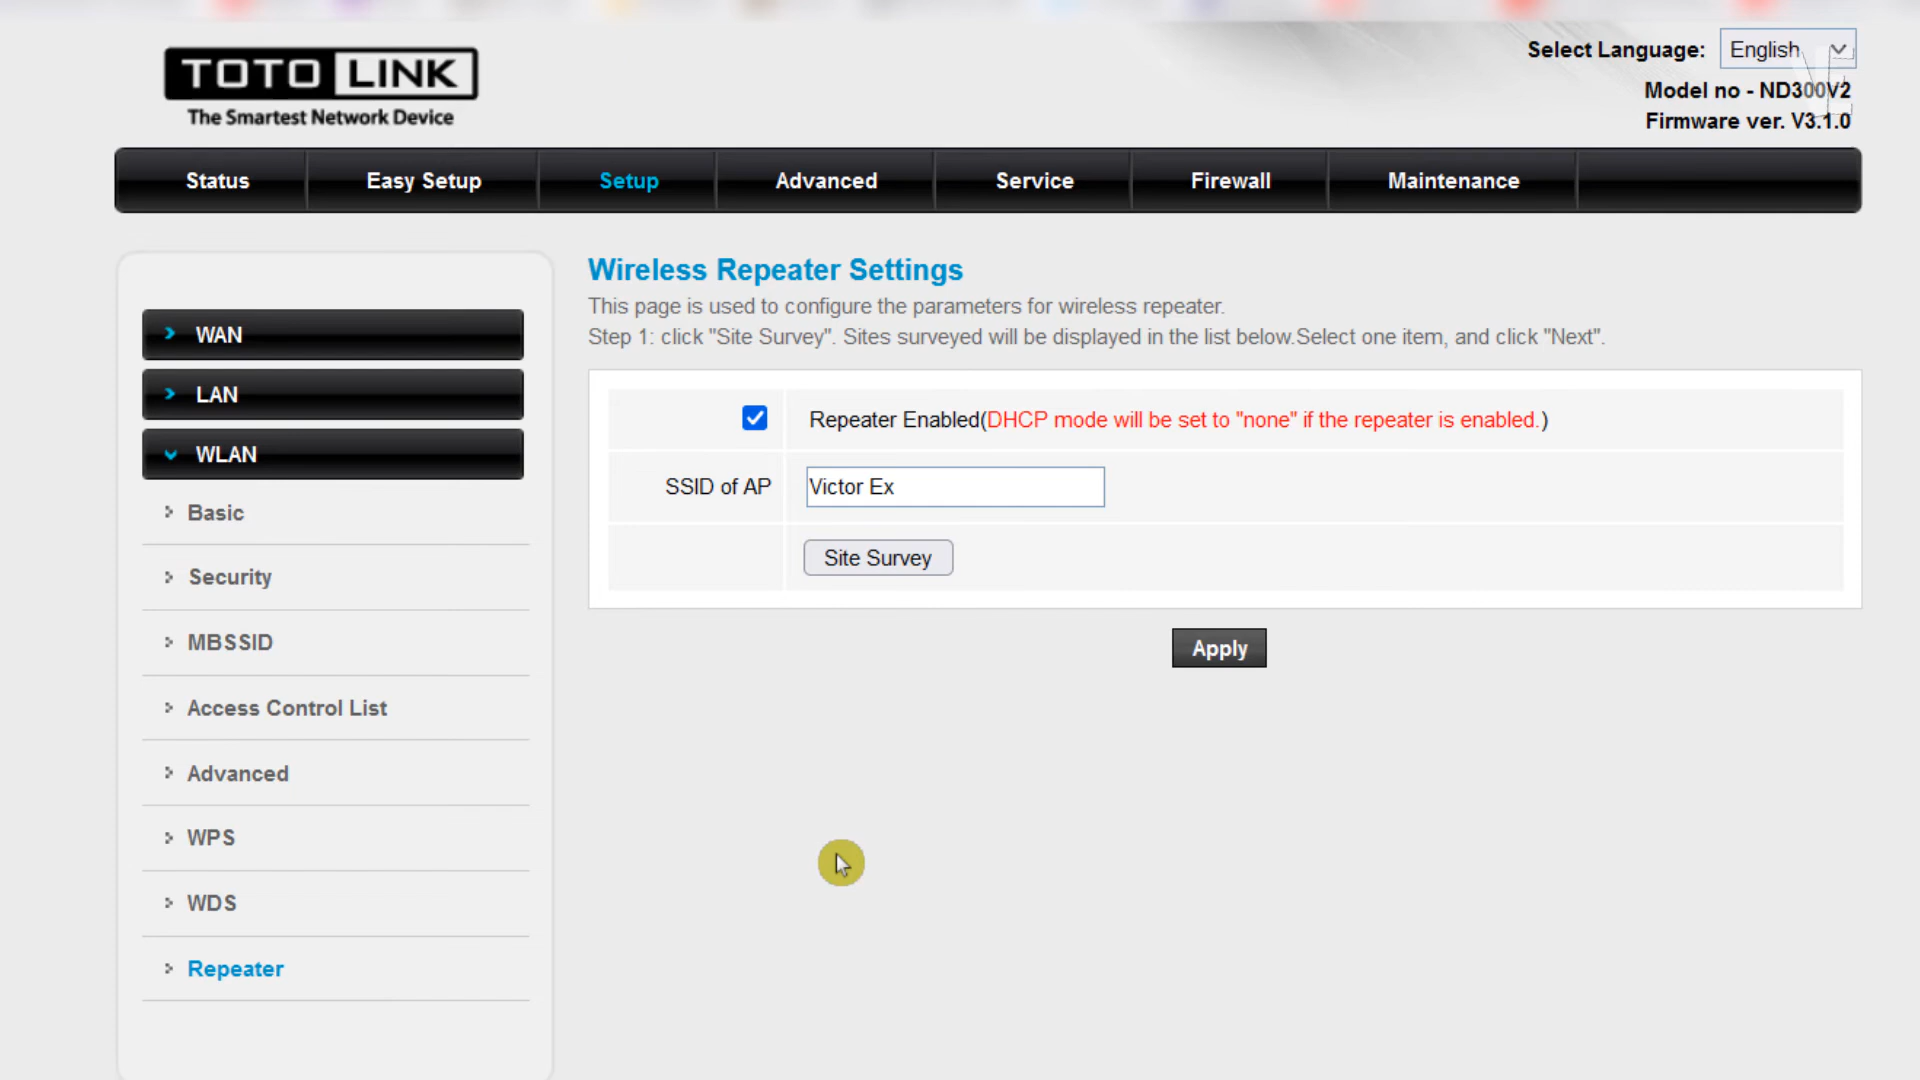 TOTO LINK
The Smartest Network Device
Select Language: English
Model no - ND300V2
Firmware ver. V3.1.0
Status Easy Setup Setup Advanced Service Firewall Maintenance
WAN
LAN
WLAN
Basic
Security
MBSSID
Access Control List
Advanced
WPS
WDS
Repeater
Wireless Repeater Settings
This page is used to configure the parameters for wireless repeater.
Step 1: click "Site Survey". Sites surveyed will be displayed in the list below.Select one item, and click "Next".
Repeater Enabled(DHCP mode will be set to "none" if the repeater is enabled.)
SSID of AP Victor Ex
Site Survey
Apply